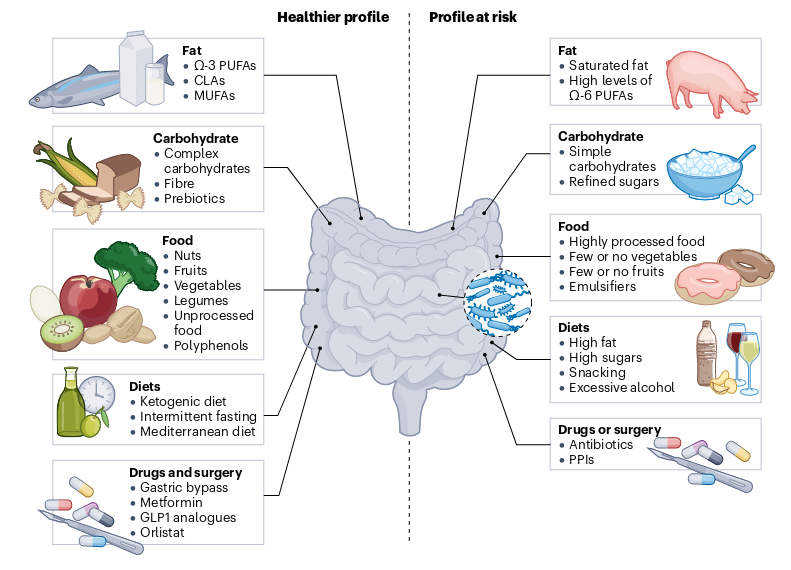 Healthier profile
Profile at risk
Fat
• Ω-3 PUFAs
• CLAs
• MUFAs
Carbohydrate
• Complex
carbohydrates
• Fibre
• Prebiotics
Food
• Nuts
• Fruits
• Vegetables
• Legumes
• Unprocessed
food
• Polyphenols
Diets
• Ketogenic diet
• Intermittent fasting
• Mediterranean diet
Drugs and surgery
• Gastric bypass
• Metformin
• GLP1 analogues
• Orlistat
Fat
• Saturated fat
• High levels of
Ω-6 PUFAs
Carbohydrate
• Simple
carbohydrates
• Refined sugars
Food
• Highly processed food
• Few or no vegetables
• Few or no fruits
• Emulsifiers
Diets
• High fat
• High sugars
• Snacking
• Excessive alcohol
Drugs or surgery
• Antibiotics
• PPIs